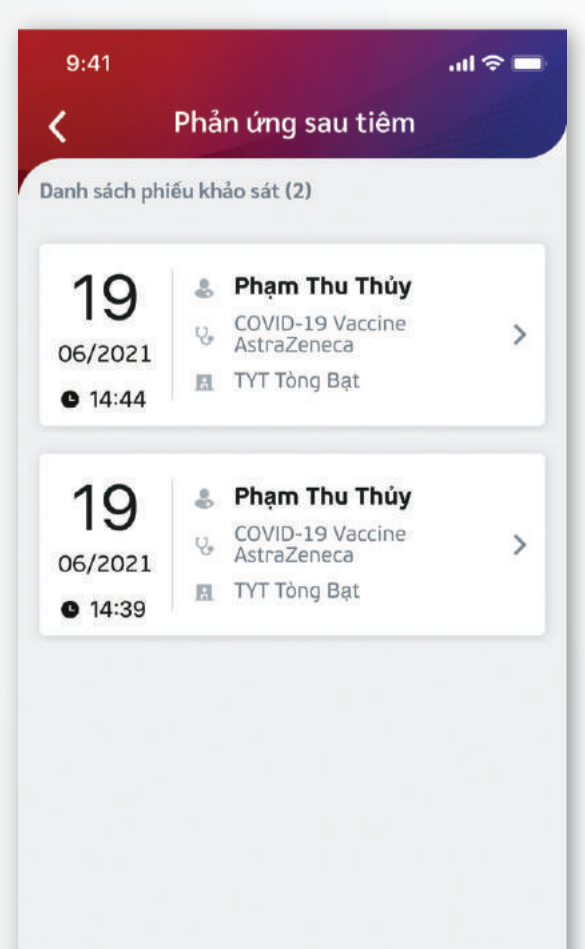 9:41
Phản ứng sau tiêm
Danh sách phiếu khảo sát (2)
19
06/2021
14:44
Phạm Thu Thủy
COVID-19 Vaccine
AstraZeneca
TYT Tòng Bạt
19
06/2021
14:39
Phạm Thu Thủy
COVID-19 Vaccine
AstraZeneca
TYT Tòng Bạt